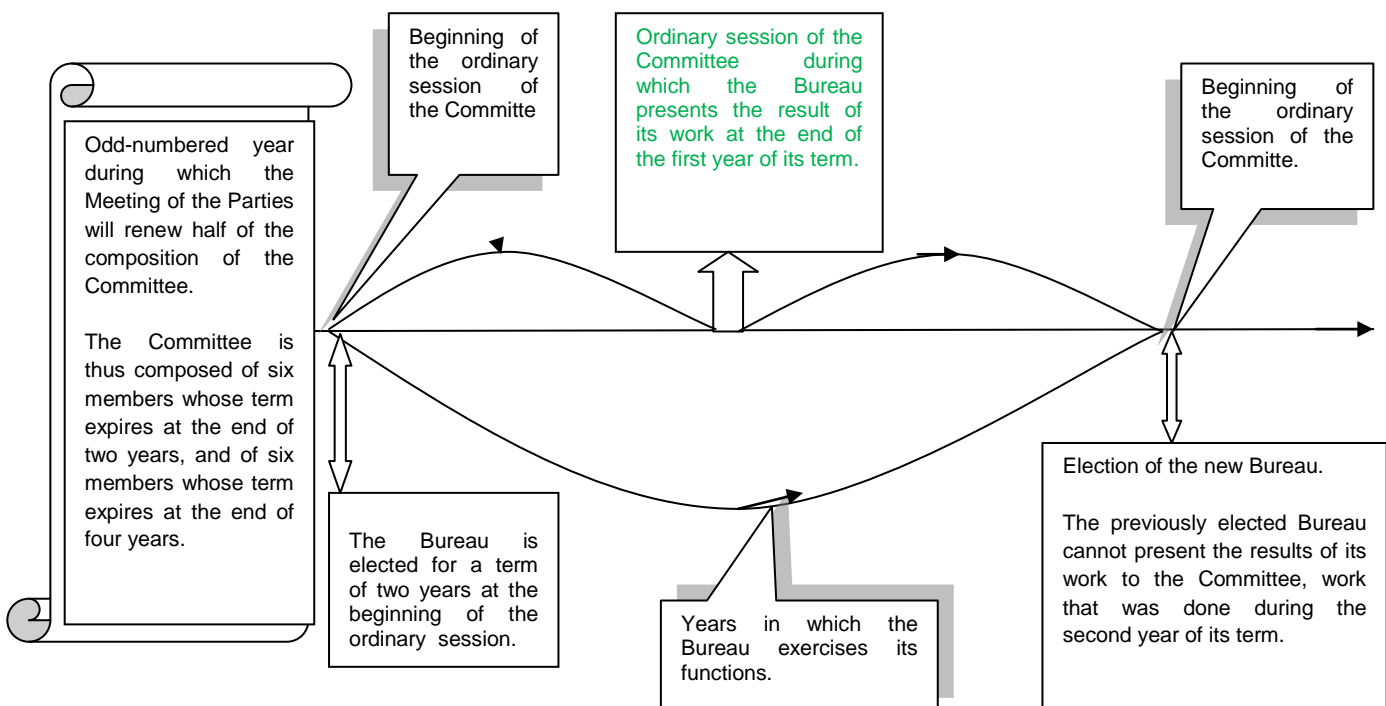 Odd-numbered year
during which the
Meeting of the Parties
will renew half of the
composition of the
Committee.
The Committee is
thus composed of six
members whose term
expires at the end of
two years, and of six
members whose term
expires at the end of
four years.
Beginning of
the ordinary
session of
the Committe
Ordinary session of the
Committee during
which the Bureau
presents the result of
its work at the end of
the first year of its term.
Beginning of
the ordinary
session of the
Committe.
The Bureau is
elected for a term
of two years at the
beginning of the
ordinary session.
Years in which the
Bureau exercises its
functions.
Election of the new Bureau.
The previously elected Bureau
cannot present the results of its
work to the Committee, work
that was done during the
second year of its term.